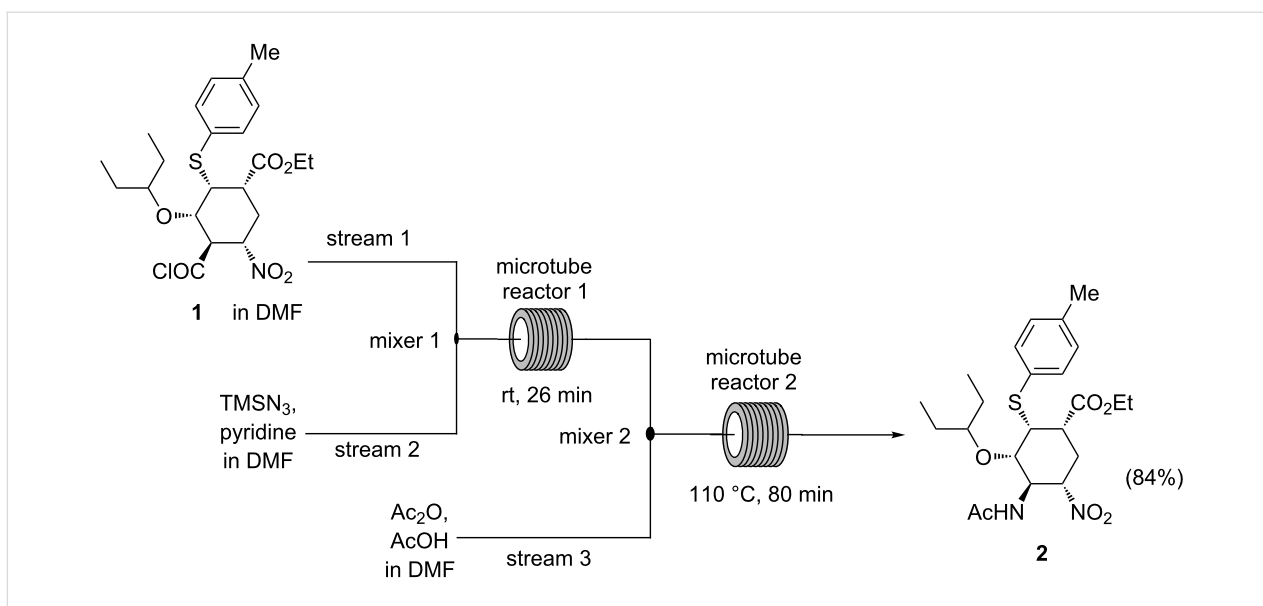 Me
S
CO2Et
O
ClOC
NO2
1 in DMF
stream 1
microtube
reactor 1
mixer 1
rt, 26 min
TMSN3,
pyridine
in DMF
stream 2
mixer 2
microtube
reactor 2
110 °C, 80 min
Ac2O,
AcOH
in DMF
stream 3
Me
S
CO2Et
O
AcHN
NO2
(84%)
2